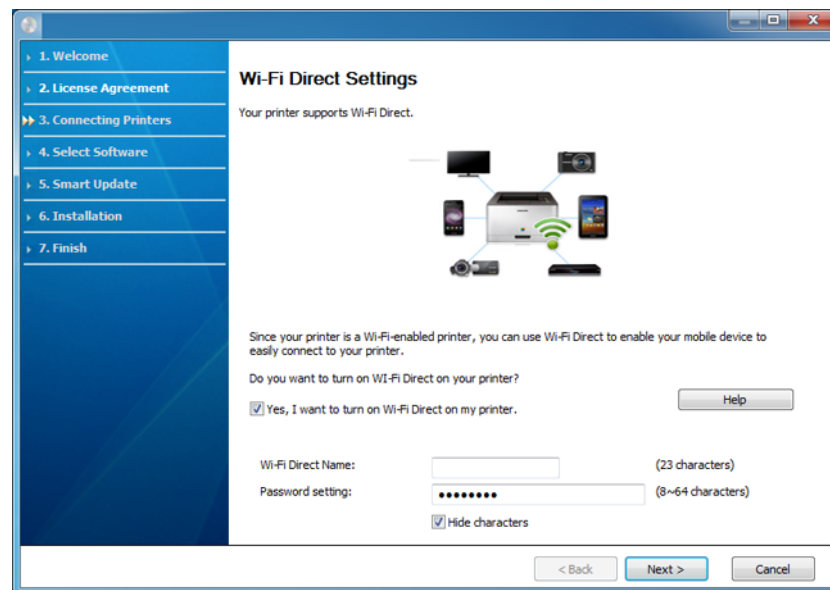 1. Welcome
2. License Agreement
3. Connecting Printers
4. Select Software
5. Smart Update
6. Installation
7. Finish
Wi-Fi Direct Settings
Your printer supports Wi-Fi Direct.
Since your printer is a Wi-Fi-enabled printer, you can use Wi-Fi Direct to enable your mobile device to
easily connect to your printer.
Do you want to turn on WI-Fi Direct on your printer?
Yes, I want to turn on Wi-Fi Direct on my printer.
Help
Wi-Fi Direct Name: (23 characters)
Password setting: •••••••• (8~64 characters)
Hide characters
< Back Next > Cancel